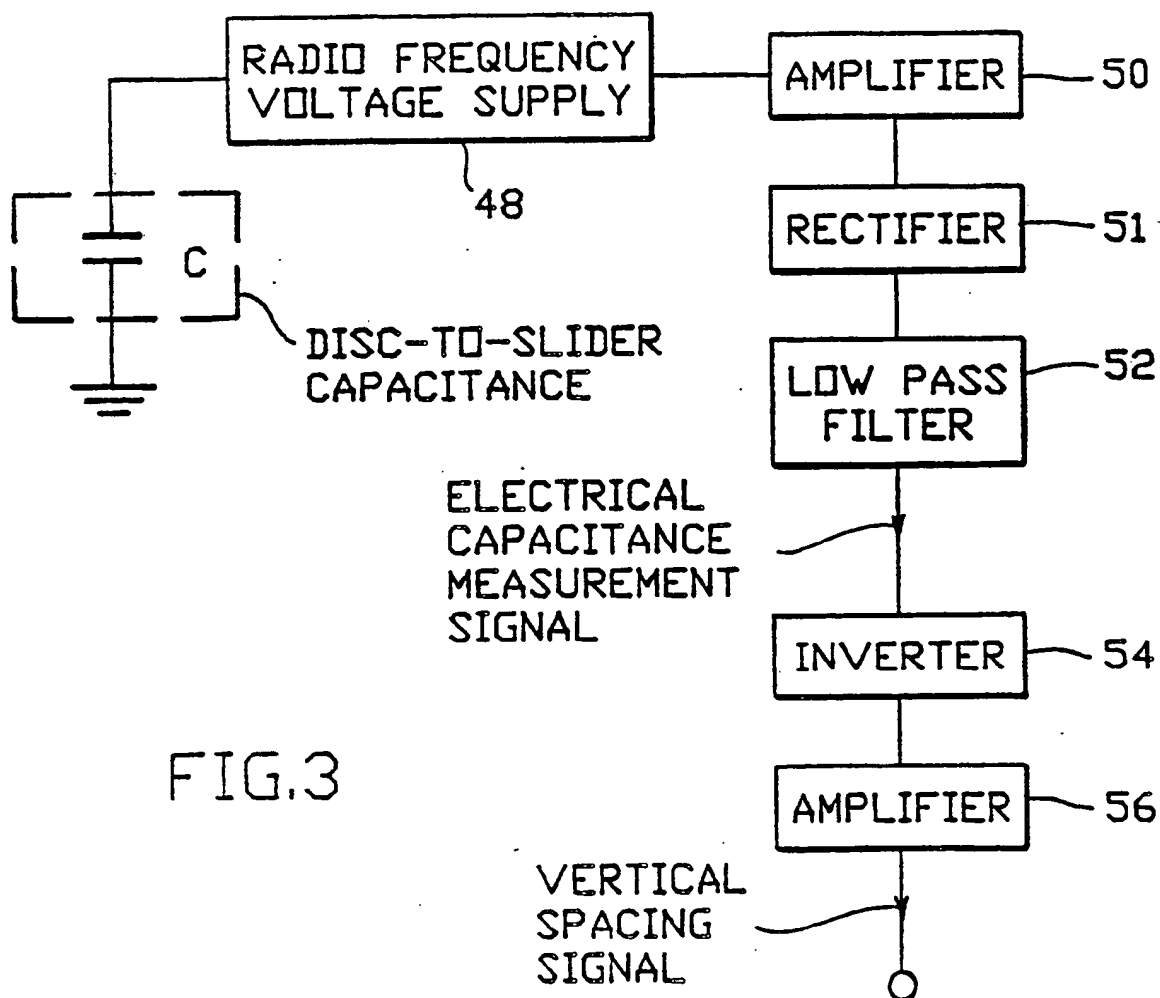 RADIO FREQUENCY
VOLTAGE SUPPLY
48
AMPLIFIER
50
RECTIFIER
51
C
DISC-TO-SLIDER
CAPACITANCE
LOW PASS
FILTER
52
ELECTRICAL
CAPACITANCE
MEASUREMENT
SIGNAL
INVERTER
54
FIG.3
AMPLIFIER
56
VERTICAL
SPACING
SIGNAL